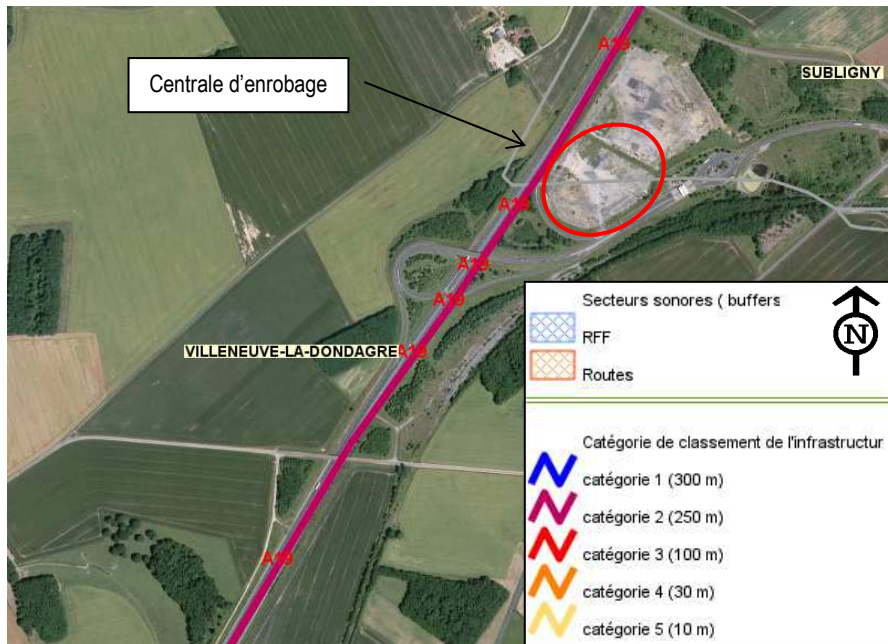 A19
SUBLIGNY
Centrale d'enrobage
A19
A19
A19
VILLENEUVE-LA-DONDAGRE
A19
A19
Secteurs sonores ( buffers
RFF
Routes
N
Catégorie de classement de l'infrastructur
catégorie 1 (300 m)
catégorie 2 (250 m)
catégorie 3 (100 m)
catégorie 4 (30 m)
catégorie 5 (10 m)